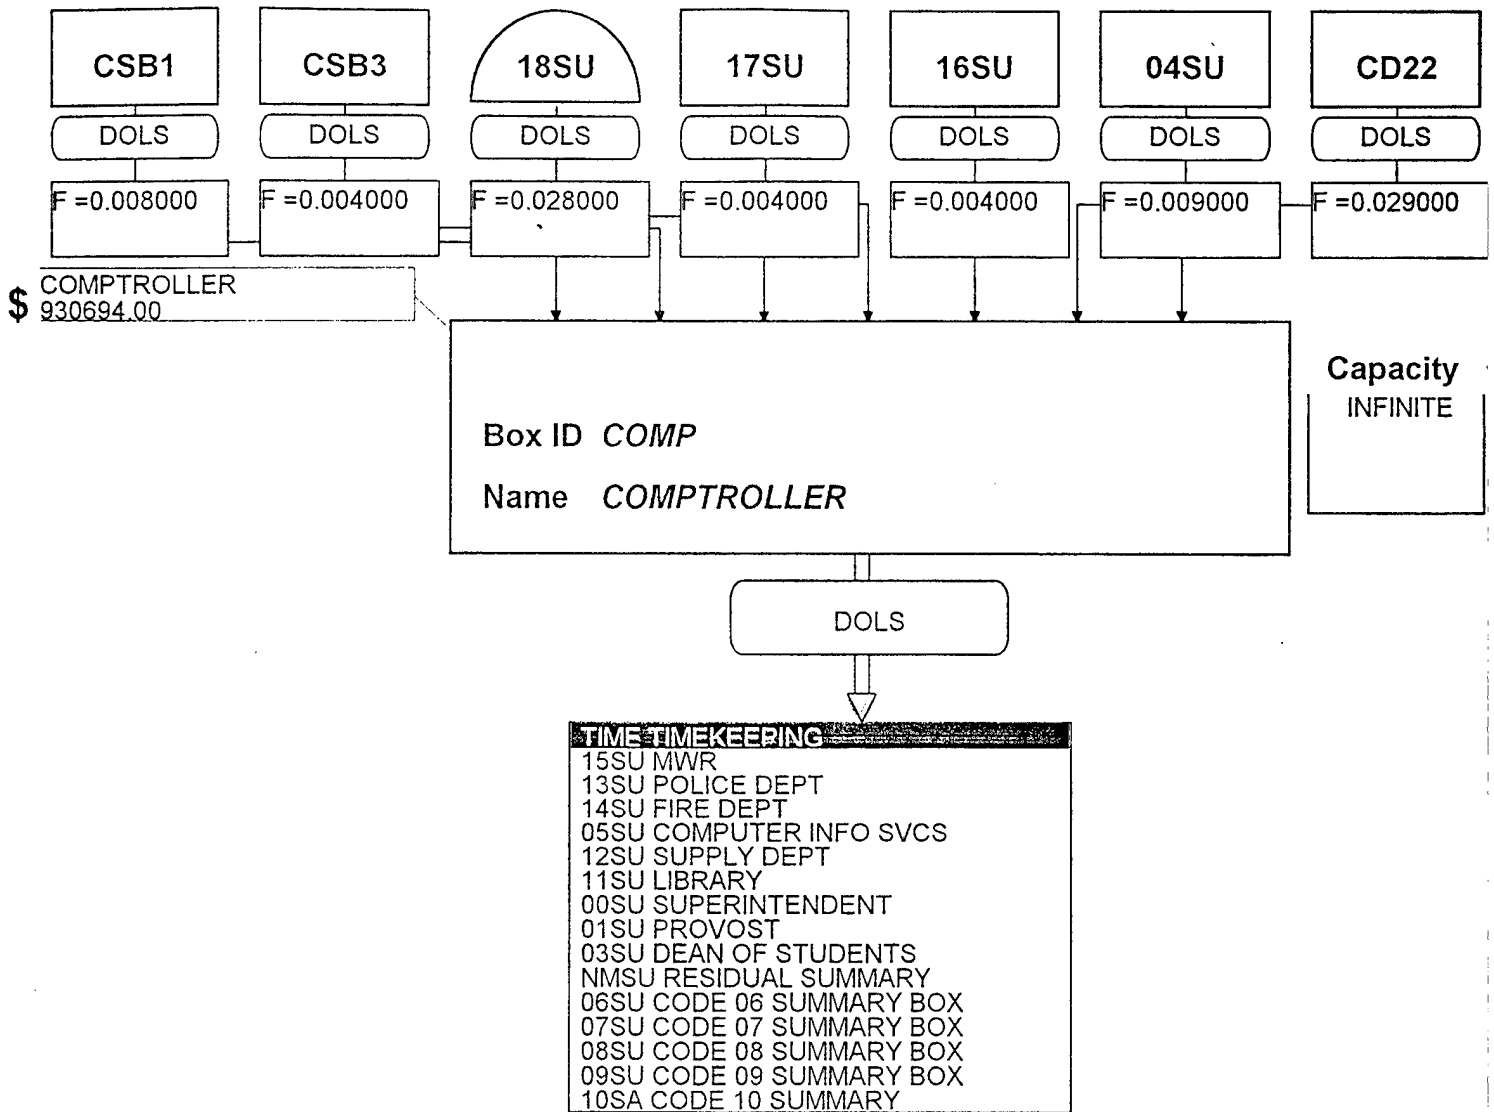 CSB1 CSB3 18SU 17SU 16SU 04SU CD22
DOLS DOLS DOLS DOLS DOLS DOLS DOLS
F =0.008000 F =0.004000 F =0.028000 F =0.004000 F =0.004000 F =0.009000 F =0.029000
COMPTROLLER
$ 930694.00
Capacity
INFINITE
Box ID COMP
Name COMPTROLLER
DOLS
TIME TIMEKEEPING
15SU MWR
13SU POLICE DEPT
14SU FIRE DEPT
05SU COMPUTER INFO SVCS
12SU SUPPLY DEPT
11SU LIBRARY
00SU SUPERINTENDENT
01SU PROVOST
03SU DEAN OF STUDENTS
NMSU RESIDUAL SUMMARY
06SU CODE 06 SUMMARY BOX
07SU CODE 07 SUMMARY BOX
08SU CODE 08 SUMMARY BOX
09SU CODE 09 SUMMARY BOX
10SA CODE 10 SUMMARY